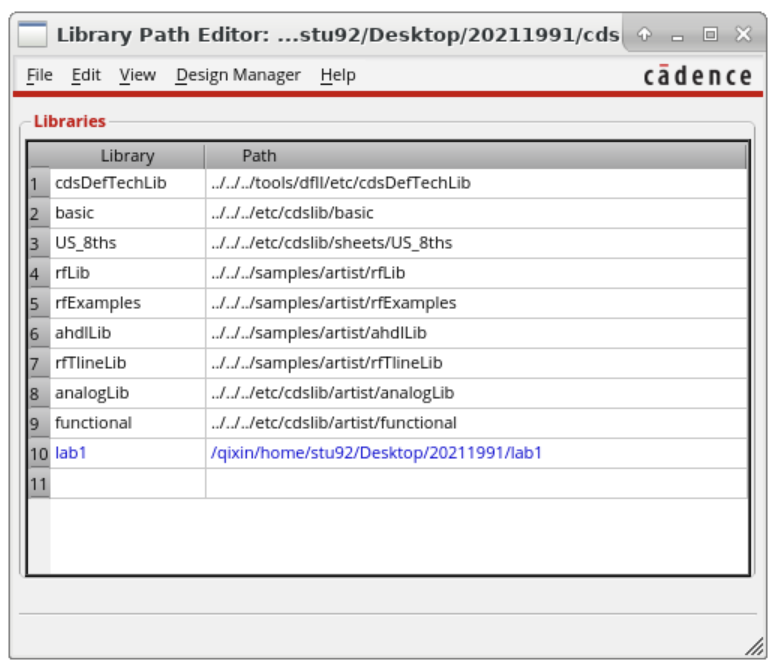 Library Path Editor: ...stu92/Desktop/20211991/cds
File Edit View Design Manager Help cādence
Libraries
Library Path
1 cdsDefTechLib ../../../tools/dfII/etc/cdsDefTechLib
2 basic ../../../etc/cdslib/basic
3 US_8ths ../../../etc/cdslib/sheets/US_8ths
4 rfLib ../../../samples/artist/rfLib
5 rfExamples ../../../samples/artist/rfExamples
6 ahdlLib ../../../samples/artist/ahdlLib
7 rfTlineLib ../../../samples/artist/rfTlineLib
8 analogLib ../../../etc/cdslib/artist/analogLib
9 functional ../../../etc/cdslib/artist/functional
10 lab1 /qixin/home/stu92/Desktop/20211991/lab1
11